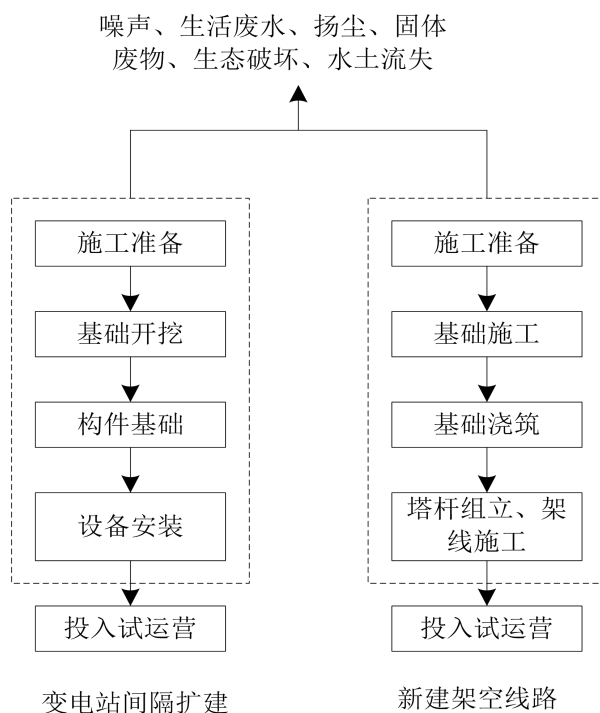 噪声、生活废水、扬尘、固体
废物、生态破坏、水土流失
施工准备
基础开挖
构件基础
设备安装
投入试运营
变电站间隔扩建
施工准备
基础施工
基础浇筑
塔杆组立、架
线施工
投入试运营
新建架空线路